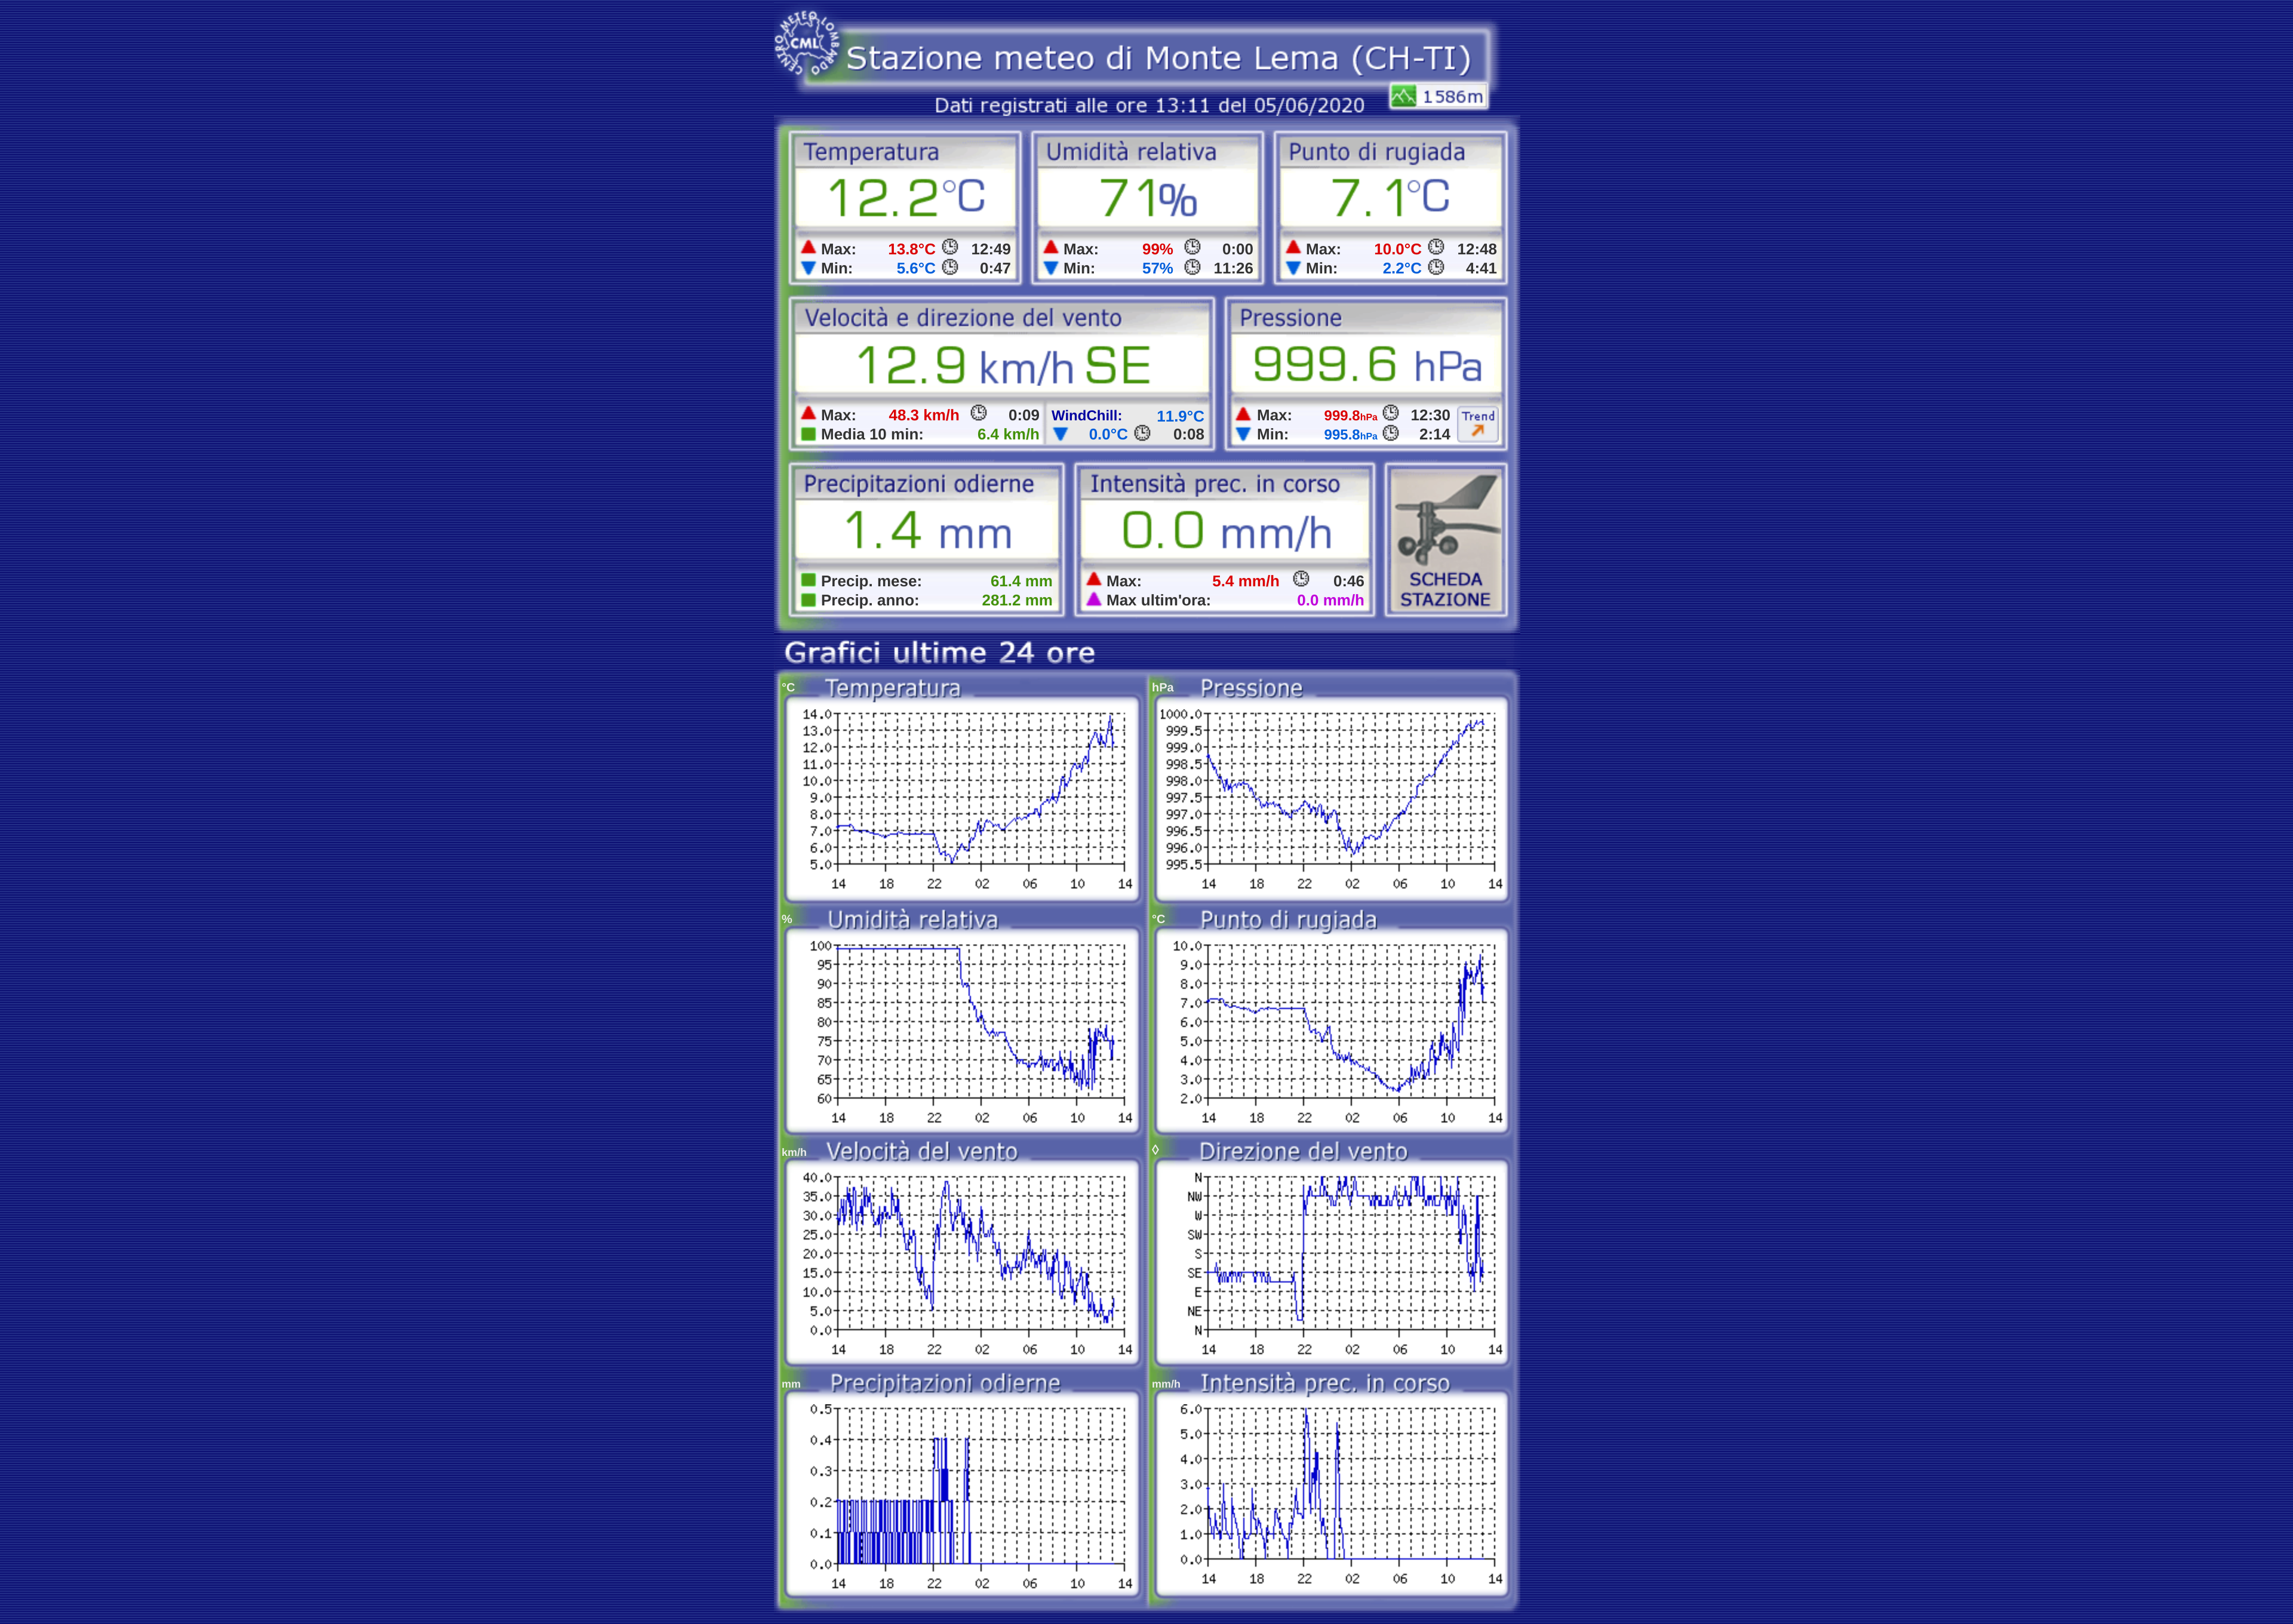 CENTRO METEO LOMBARDO
CML
Stazione meteo di Monte Lema (CH-TI)
1586m
Dati registrati alle ore 13:11 del 05/06/2020
Temperatura
12.2°C
Max: 13.8°C 12:49
Min: 5.6°C 0:47
Umidità relativa
71%
Max: 99% 0:00
Min: 57% 11:26
Punto di rugiada
7.1°C
Max: 10.0°C 12:48
Min: 2.2°C 4:41
Velocità e direzione del vento
12.9 km/h SE
Max: 48.3 km/h 0:09
Media 10 min: 6.4 km/h
WindChill: 11.9°C
0.0°C 0:08
Pressione
999.6 hPa
Max: 999.8hPa 12:30
Min: 995.8hPa 2:14
Trend
Precipitazioni odierne
1.4 mm
Precip. mese: 61.4 mm
Precip. anno: 281.2 mm
Intensità prec. in corso
0.0 mm/h
Max: 5.4 mm/h 0:46
Max ultim'ora: 0.0 mm/h
SCHEDA
STAZIONE
Grafici ultime 24 ore
°C Temperatura
14.0
13.0
12.0
11.0
10.0
9.0
8.0
7.0
6.0
5.0
14 18 22 02 06 10 14
hPa Pressione
1000.0
999.5
999.0
998.5
998.0
997.5
997.0
996.5
996.0
995.5
14 18 22 02 06 10 14
% Umidità relativa
100
95
90
85
80
75
70
65
60
14 18 22 02 06 10 14
°C Punto di rugiada
10.0
9.0
8.0
7.0
6.0
5.0
4.0
3.0
2.0
14 18 22 02 06 10 14
km/h Velocità del vento
40.0
35.0
30.0
25.0
20.0
15.0
10.0
5.0
0.0
14 18 22 02 06 10 14
◊ Direzione del vento
N
NW
W
SW
S
SE
E
NE
N
14 18 22 02 06 10 14
mm Precipitazioni odierne
0.5
0.4
0.3
0.2
0.1
0.0
14 18 22 02 06 10 14
mm/h Intensità prec. in corso
6.0
5.0
4.0
3.0
2.0
1.0
0.0
14 18 22 02 06 10 14